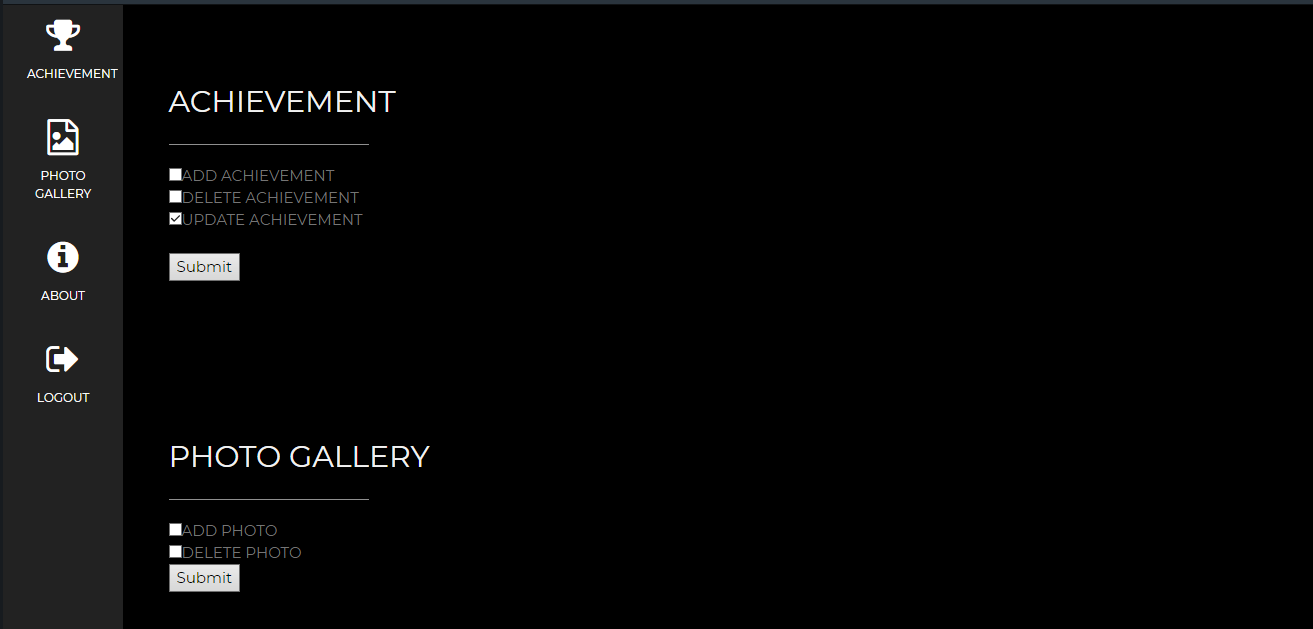 ACHIEVEMENT
PHOTO
GALLERY
ABOUT
LOGOUT
ACHIEVEMENT
ADD ACHIEVEMENT
DELETE ACHIEVEMENT
UPDATE ACHIEVEMENT
Submit
PHOTO GALLERY
ADD PHOTO
DELETE PHOTO
Submit